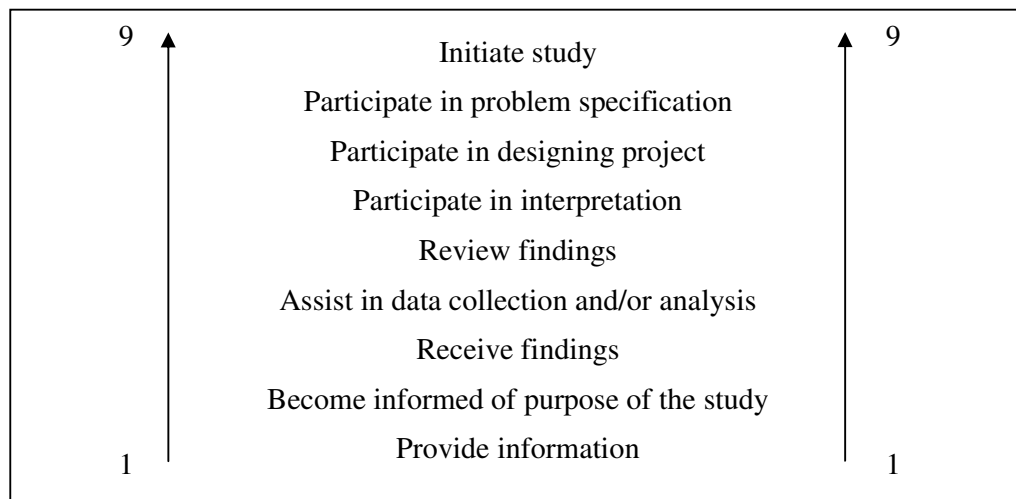 9 9
Initiate study
Participate in problem specification
Participate in designing project
Participate in interpretation
Review findings
Assist in data collection and/or analysis
Receive findings
Become informed of purpose of the study
Provide information
1 1